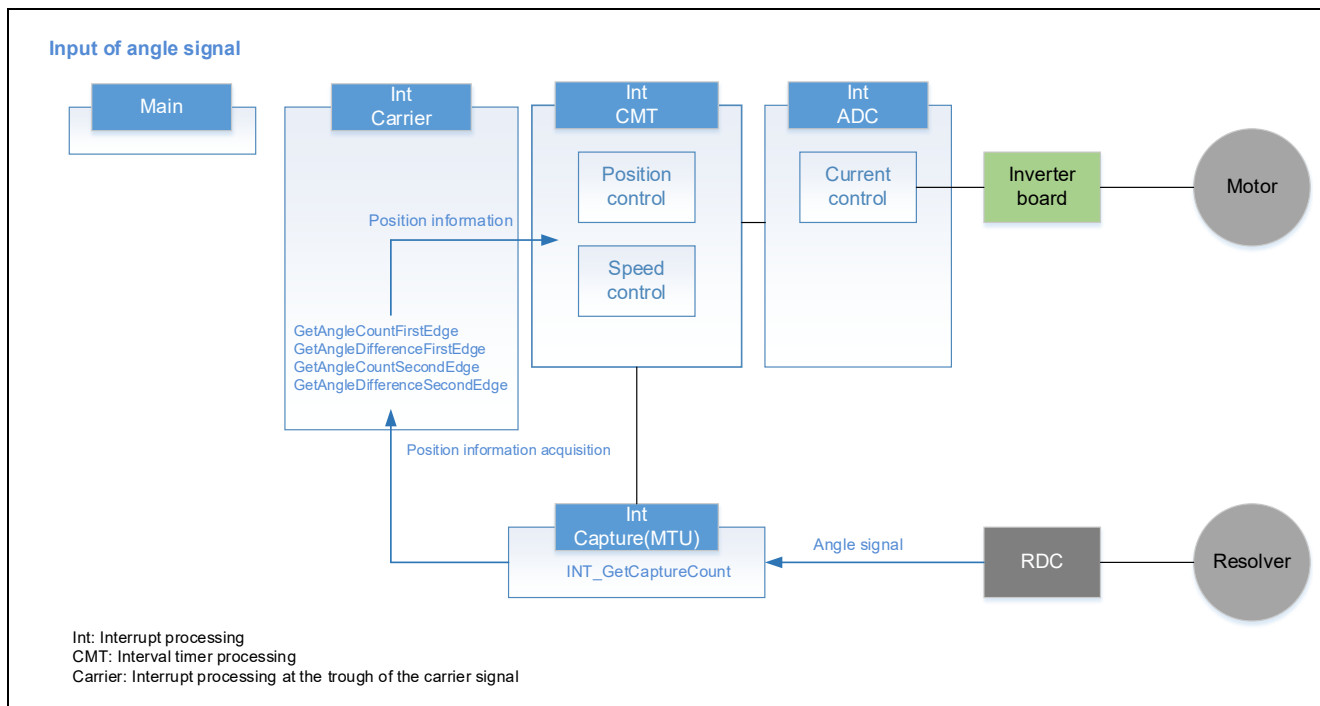 Input of angle signal
Main
Int
Carrier
Int
CMT
Int
ADC
Position
control
Current
control
Inverter
board
Motor
Position information
Speed
control
GetAngleCountFirstEdge
GetAngleDifferenceFirstEdge
GetAngleCountSecondEdge
GetAngleDifferenceSecondEdge
Position information acquisition
Int
Capture(MTU)
INT_GetCaptureCount
Angle signal
RDC
Resolver
Int: Interrupt processing
CMT: Interval timer processing
Carrier: Interrupt processing at the trough of the carrier signal